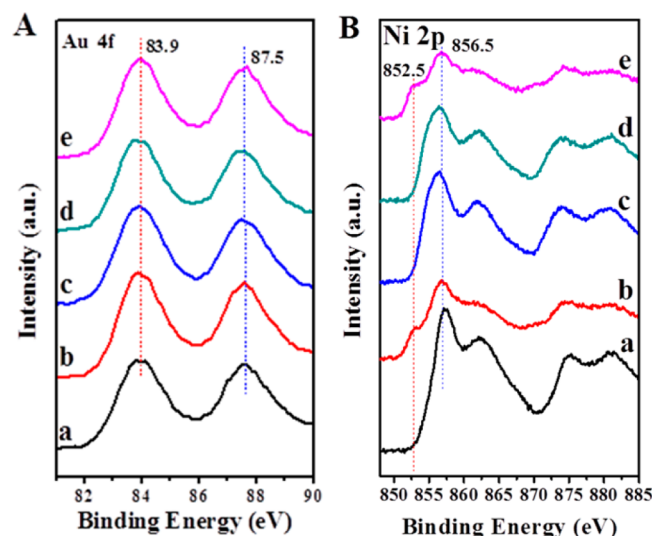 A
Au 4f
83.9
87.5
e
d
c
b
a
Intensity (a.u.)
82 84 86 88 90
Binding Energy (eV)
B
Ni 2p
856.5
852.5
e
d
c
b
a
Intensity (a.u.)
850 855 860 865 870 875 880 885
Binding Energy (eV)